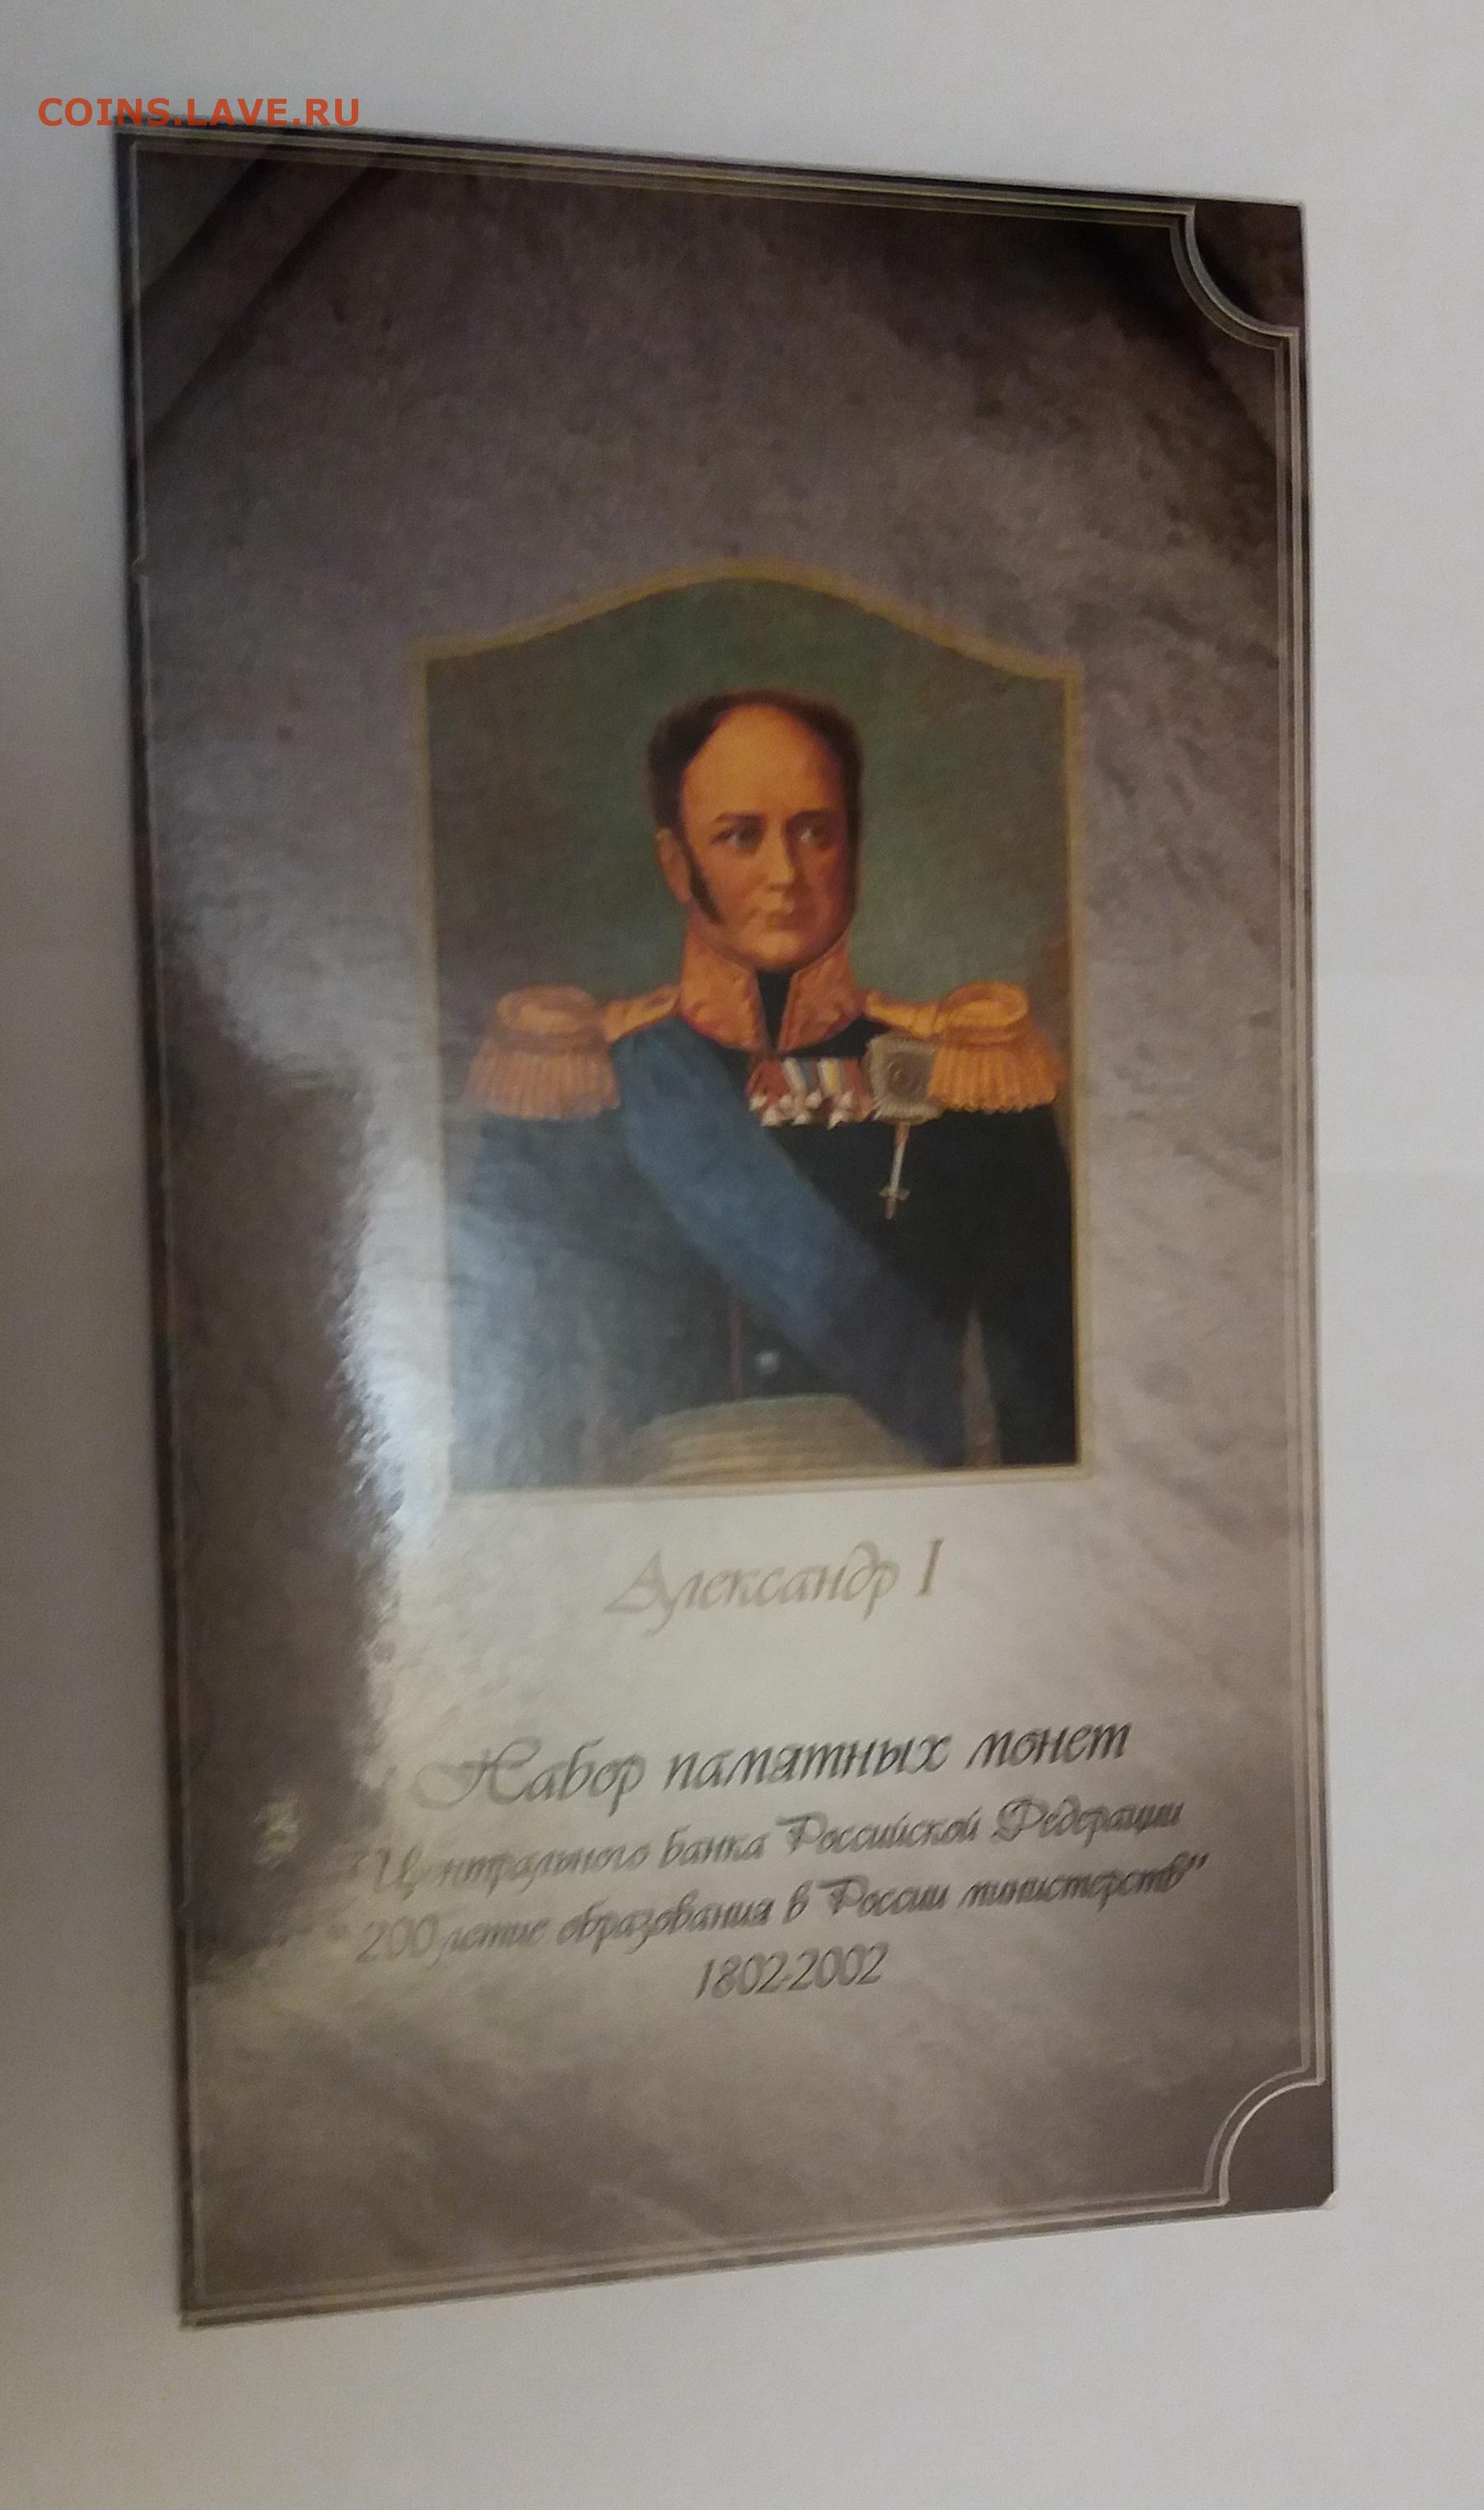 COINS.LAVE.RU
Александр I
Набор памятных монет
Центрального банка Российской Федерации
"200 летие образования в России министерств"
1802-2002